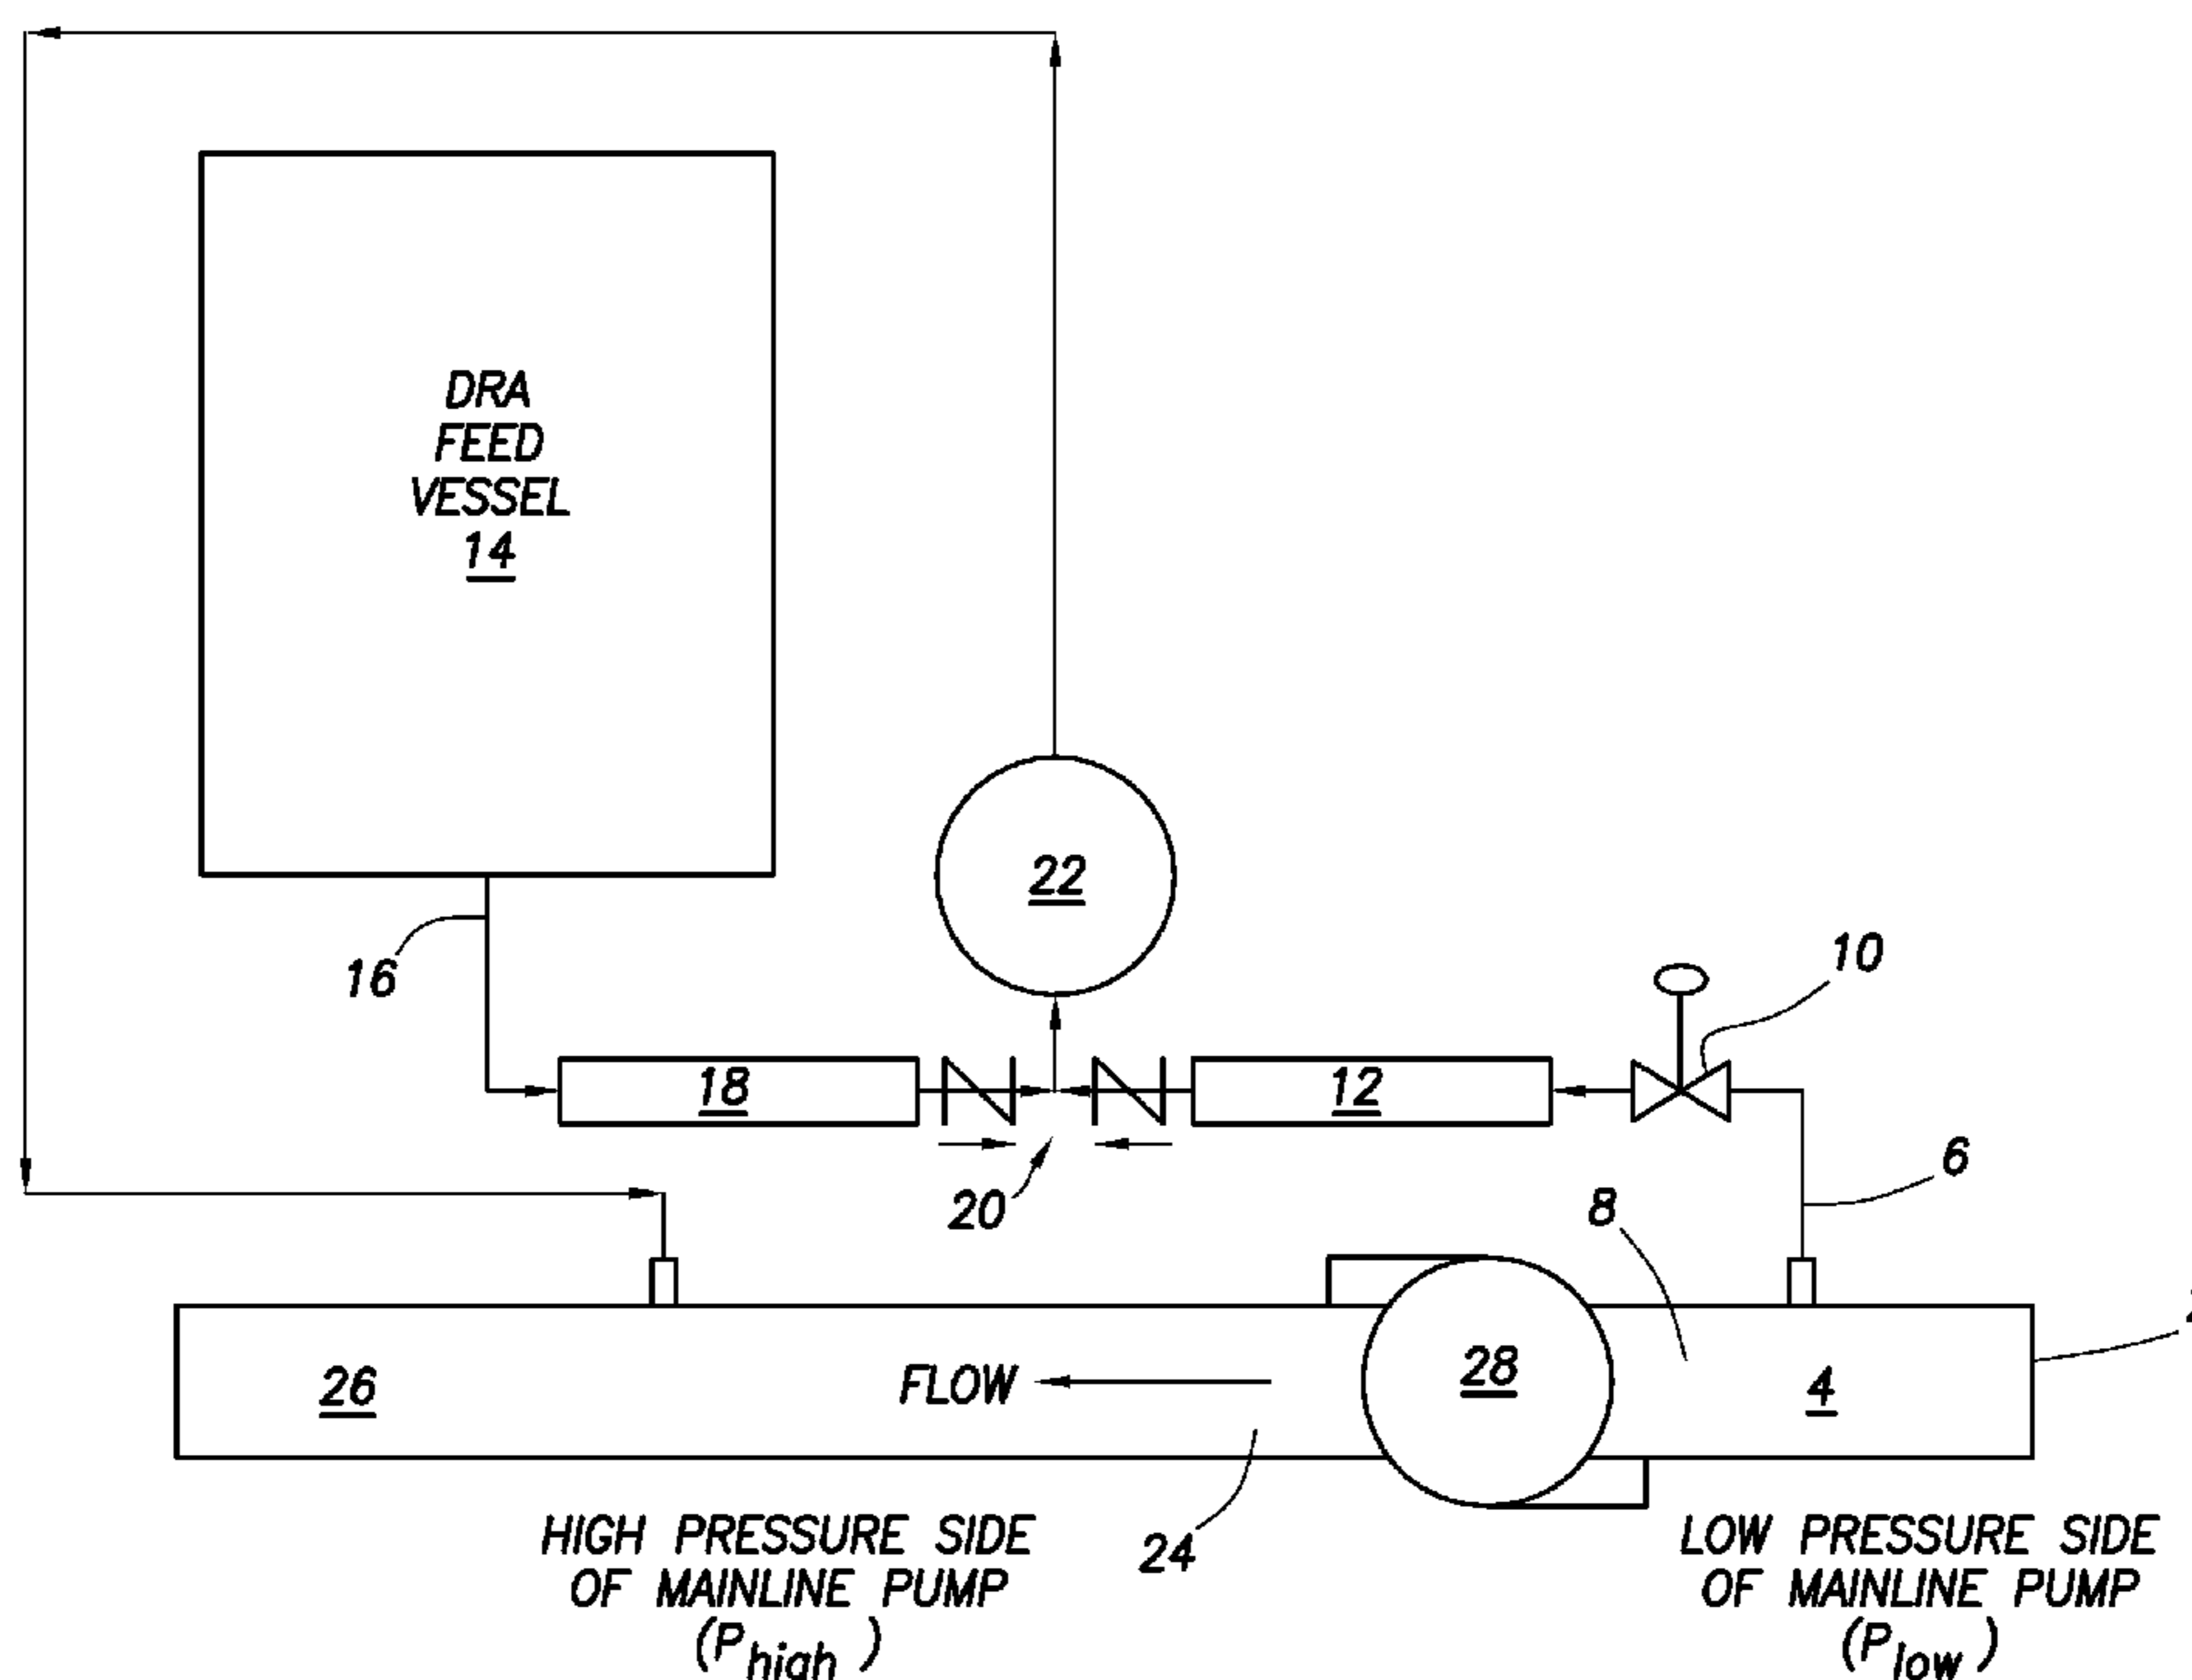 DRA
FEED
VESSEL
14
22
16
10
18
12
20
6
8
28
26
FLOW
4
24
HIGH PRESSURE SIDE
OF MAINLINE PUMP
(Phigh)
LOW PRESSURE SIDE
OF MAINLINE PUMP
(Plow)